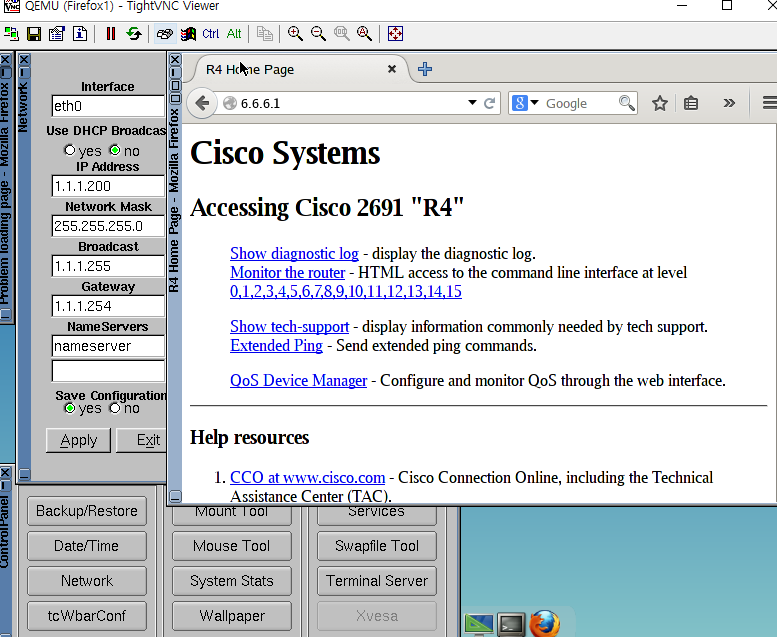 QEMU (Firefox1) - TightVNC Viewer
Ctrl Alt
Problem loading page - Mozilla Firefox
Network
Interface
eth0
Use DHCP Broadcas
yes no
IP Address
1.1.1.200
Network Mask
255.255.255.0
Broadcast
1.1.1.255
Gateway
1.1.1.254
NameServers
nameserver
Save Configuration
yes no
Apply Exit
R4 Home Page - Mozilla Firefox
R4 Home Page
6.6.6.1
8 Google
Cisco Systems
Accessing Cisco 2691 "R4"
Show diagnostic log - display the diagnostic log.
Monitor the router - HTML access to the command line interface at level
0,1,2,3,4,5,6,7,8,9,10,11,12,13,14,15
Show tech-support - display information commonly needed by tech support.
Extended Ping - Send extended ping commands.
QoS Device Manager - Configure and monitor QoS through the web interface.
Help resources
1. CCO at www.cisco.com - Cisco Connection Online, including the Technical
Assistance Center (TAC).
ControlPanel
Backup/Restore Mount Tool Services
Date/Time Mouse Tool Swapfile Tool
Network System Stats Terminal Server
tcWbarConf Wallpaper Xvesa